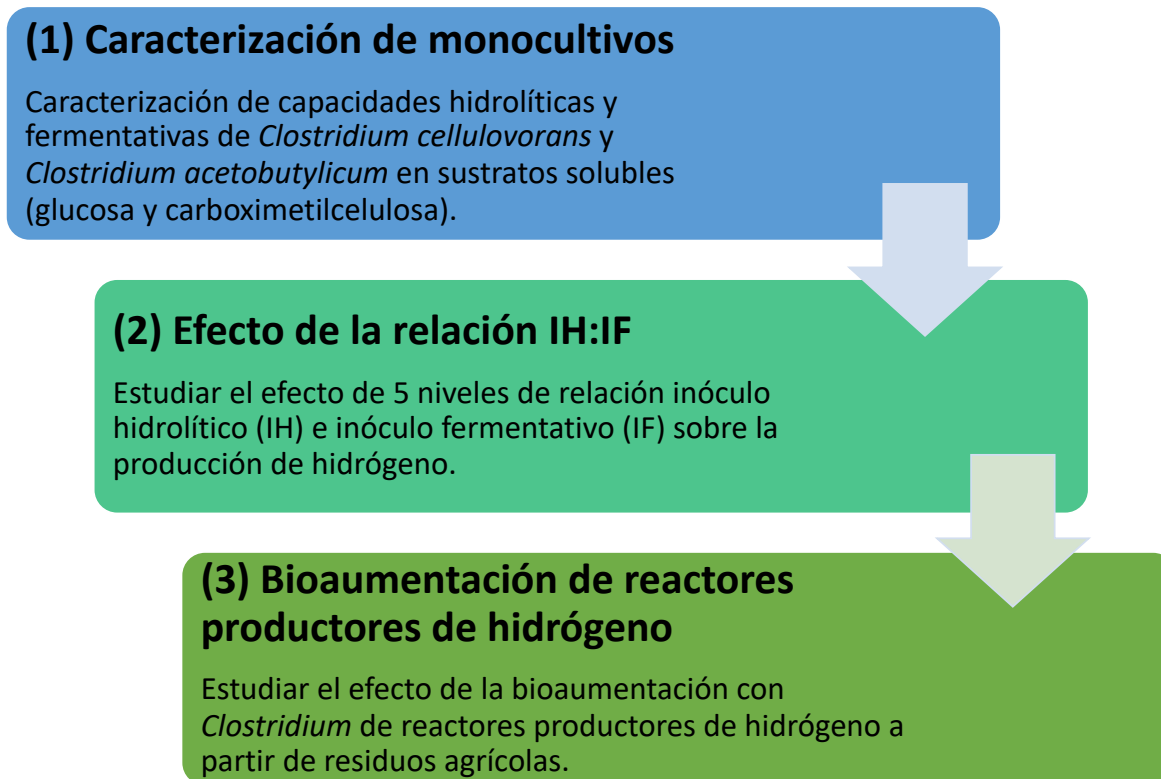 (1) Caracterización de monocultivos
Caracterización de capacidades hidrolíticas y
fermentativas de Clostridium cellulovorans y
Clostridium acetobutylicum en sustratos solubles
(glucosa y carboximetilcelulosa).
(2) Efecto de la relación IH:IF
Estudiar el efecto de 5 niveles de relación inóculo
hidrolítico (IH) e inóculo fermentativo (IF) sobre la
producción de hidrógeno.
(3) Bioaumentación de reactores
productores de hidrógeno
Estudiar el efecto de la bioaumentación con
Clostridium de reactores productores de hidrógeno a
partir de residuos agrícolas.